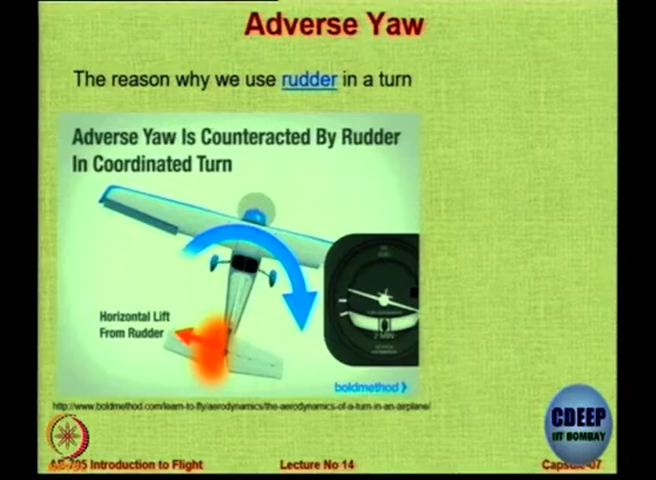 Adverse Yaw
The reason why we use rudder in a turn
Adverse Yaw Is Counteracted By Rudder
In Coordinated Turn
Horizontal Lift
From Rudder
2 MIN
boldmethod
http://www.boldmethod.com/learn-to-fly/aerodynamics/the-aerodynamics-of-a-turn-in-an-airplane/
CDEEP
IIT BOMBAY
Introduction to Flight
Lecture No 14